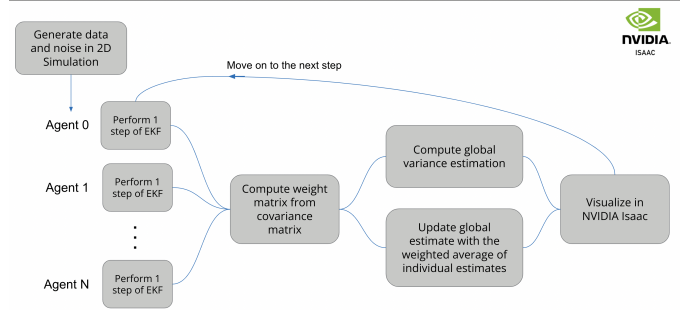 Generate data
and noise in 2D
Simulation
NVIDIA.
ISAAC
Move on to the next step
Agent 0
Perform 1
step of EKF
Agent 1
Perform 1
step of EKF
Agent N
Perform 1
step of EKF
Compute weight
matrix from
covariance
matrix
Compute global
variance estimation
Update global
estimate with the
weighted average of
individual estimates
Visualize in
NVIDIA Isaac